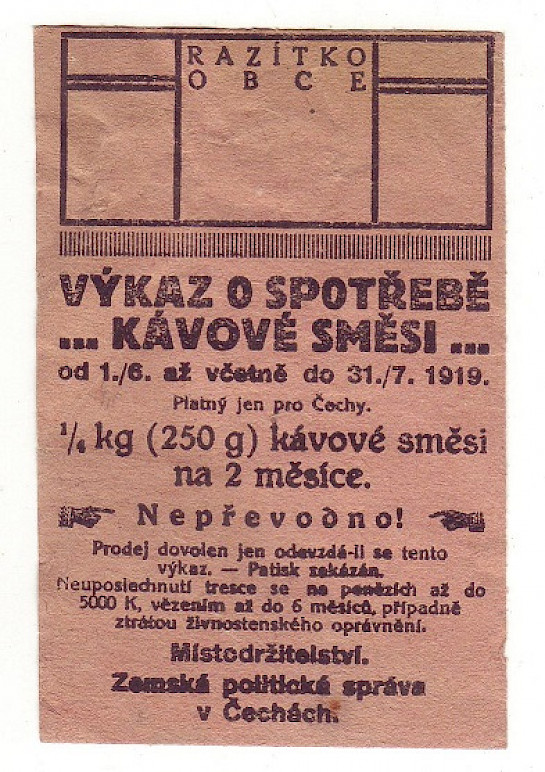 RAZÍTKO
OBCE
VÝKAZ O SPOTŘEBĚ
... KÁVOVÉ SMĚSI ...
od 1./6. až včetně do 31./7. 1919.
Platný jen pro Čechy.
¹/₄ kg (250 g) kávové směsi
na 2 měsíce.
Nepřevodno!
Prodej dovolen jen odevzdá-li se tento
výkaz. — Patisk zakázán.
Neuposlechnutí tresce se na penězích až do
5000 K, vězením až do 6 měsíců, případně
ztrátou živnostenského oprávnění.
Místodržitelství.
Zemská politická správa
v Čechách.